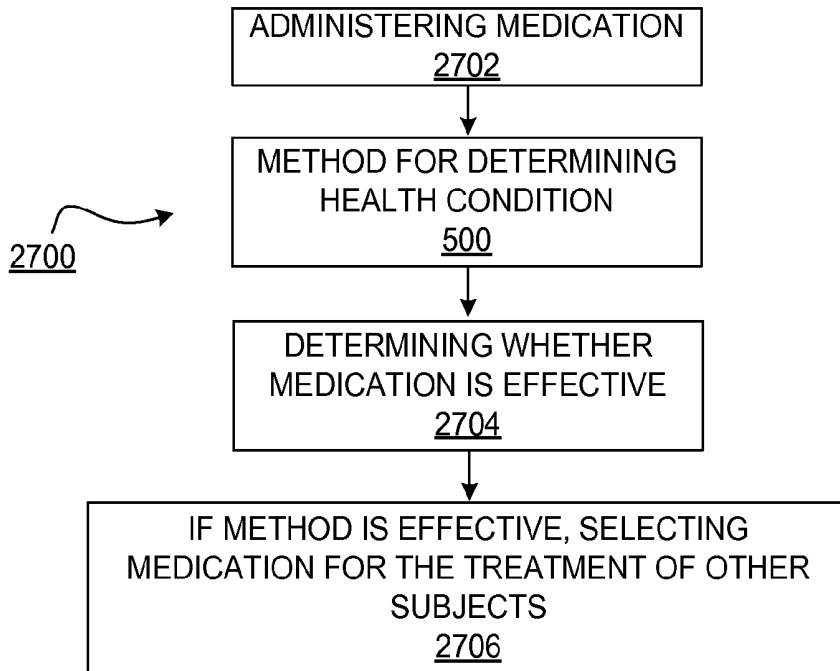 ADMINISTERING MEDICATION
2702
METHOD FOR DETERMINING
HEALTH CONDITION
500
2700
DETERMINING WHETHER
MEDICATION IS EFFECTIVE
2704
IF METHOD IS EFFECTIVE, SELECTING
MEDICATION FOR THE TREATMENT OF OTHER
SUBJECTS
2706